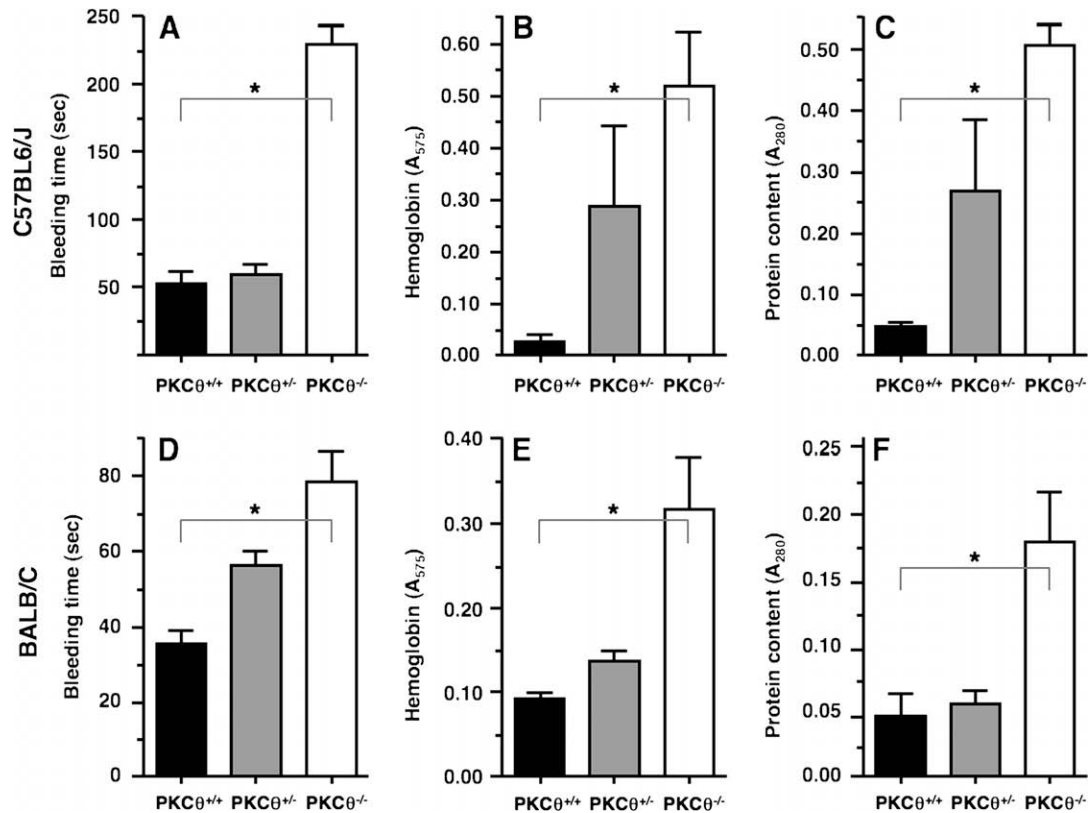 C57BL6/J
A
Bleeding time (sec)
250
200
150
100
50
*
PKCθ+/+ PKCθ+/- PKCθ-/-
B
Hemoglobin (A575)
0.60
0.50
0.40
0.30
0.20
0.10
0.00
*
PKCθ+/+ PKCθ+/- PKCθ-/-
C
Protein content (A280)
0.50
0.40
0.30
0.20
0.10
0.00
*
PKCθ+/+ PKCθ+/- PKCθ-/-
BALB/C
D
Bleeding time (sec)
80
60
40
20
0
*
PKCθ+/+ PKCθ+/- PKCθ-/-
E
Hemoglobin (A575)
0.40
0.30
0.20
0.10
0.00
*
PKCθ+/+ PKCθ+/- PKCθ-/-
F
Protein content (A280)
0.25
0.20
0.15
0.10
0.05
0.00
*
PKCθ+/+ PKCθ+/- PKCθ-/-